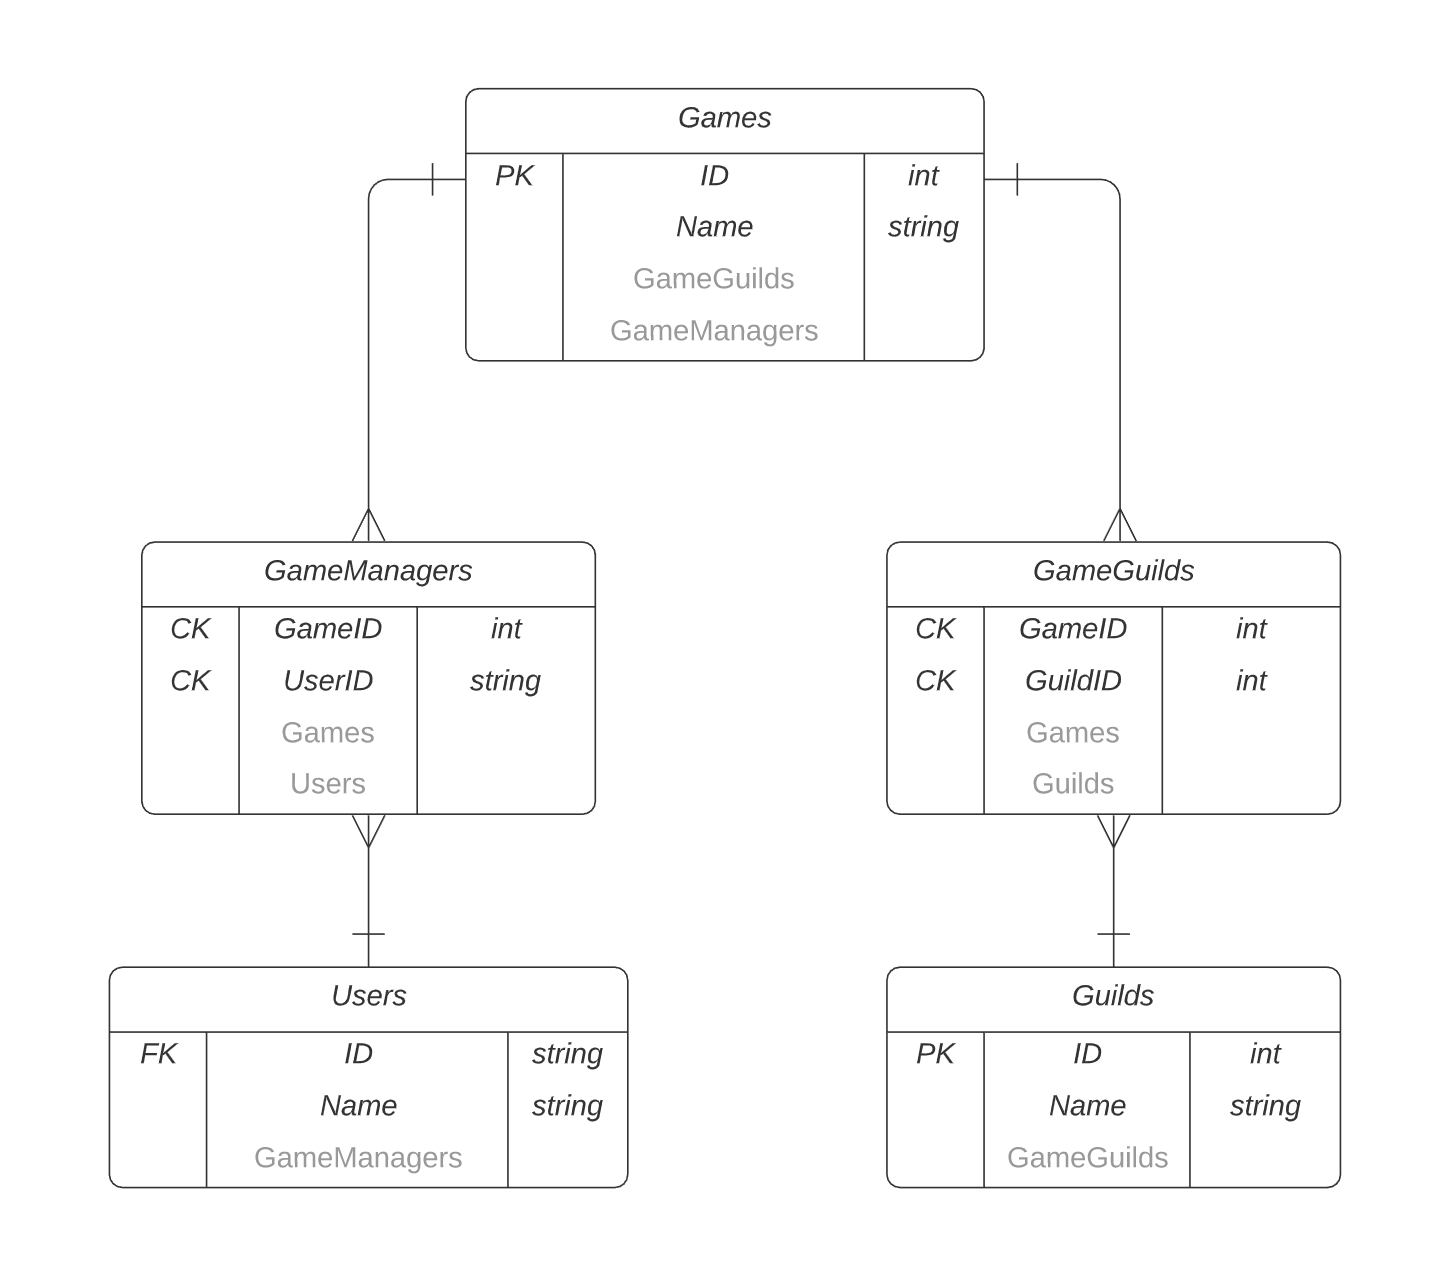 Games
PK ID int
Name string
GameGuilds
GameManagers
GameManagers
CK GameID int
CK UserID string
Games
Users
GameGuilds
CK GameID int
CK GuildID int
Games
Guilds
Users
FK ID string
Name string
GameManagers
Guilds
PK ID int
Name string
GameGuilds